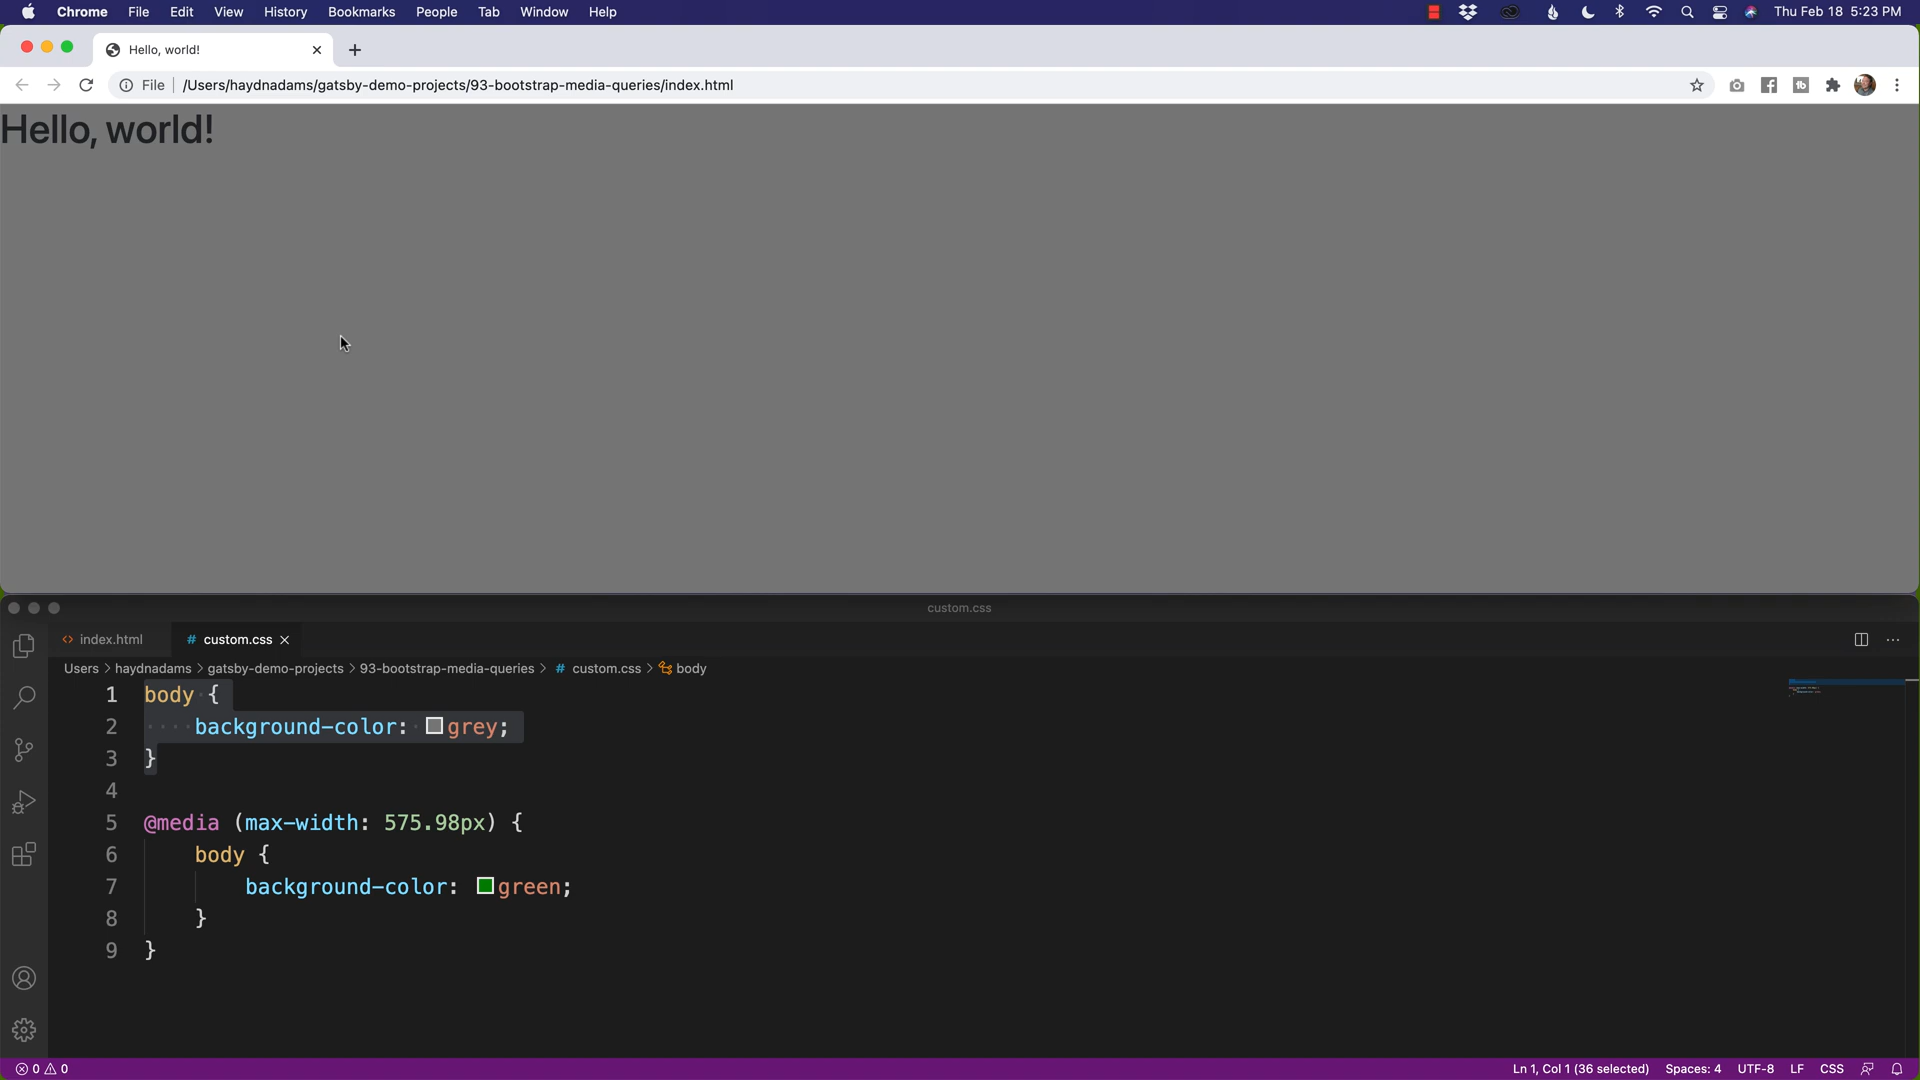 Chrome File Edit View History Bookmarks People Tab Window Help Thu Feb 18 5:23 PM
Hello, world!
File /Users/haydnadams/gatsby-demo-projects/93-bootstrap-media-queries/index.html
Hello, world!
custom.css
<> index.html # custom.css
Users > haydnadams > gatsby-demo-projects > 93-bootstrap-media-queries > # custom.css > body
1 body {
2 background-color: grey;
3 }
4
5 @media (max-width: 575.98px) {
6 body {
7 background-color: green;
8 }
9 }
0 0 Ln 1, Col 1 (36 selected) Spaces: 4 UTF-8 LF CSS